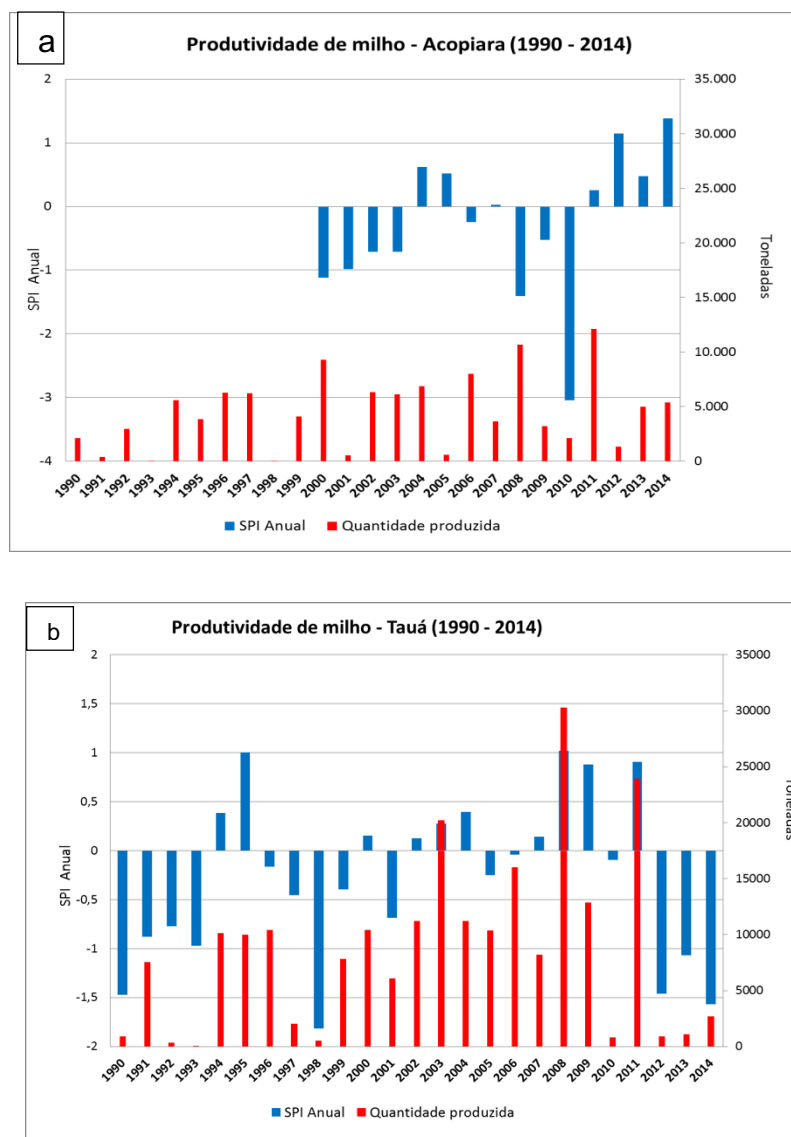 a
Produtividade de milho - Acopiara (1990 - 2014)
2
1
0
-1
-2
-3
-4
SPI Anual
35.000
30.000
25.000
20.000
15.000
10.000
5.000
0
Toneladas
1990 1991 1992 1993 1994 1995 1996 1997 1998 1999 2000 2001 2002 2003 2004 2005 2006 2007 2008 2009 2010 2011 2012 2013 2014
SPI Anual Quantidade produzida
b
Produtividade de milho - Tauá (1990 - 2014)
2
1,5
1
0,5
0
-0,5
-1
-1,5
-2
SPI Anual
35000
30000
25000
20000
15000
10000
5000
0
Toneladas
1990 1991 1992 1993 1994 1995 1996 1997 1998 1999 2000 2001 2002 2003 2004 2005 2006 2007 2008 2009 2010 2011 2012 2013 2014
SPI Anual Quantidade produzida